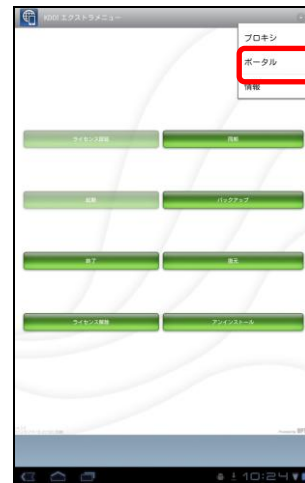 KDDI エクストラメニュー
プロキシ
ポータル
情報
ライセンス認証
同期
起動
バックアップ
終了
復元
ライセンス解除
アンインストール
10:24